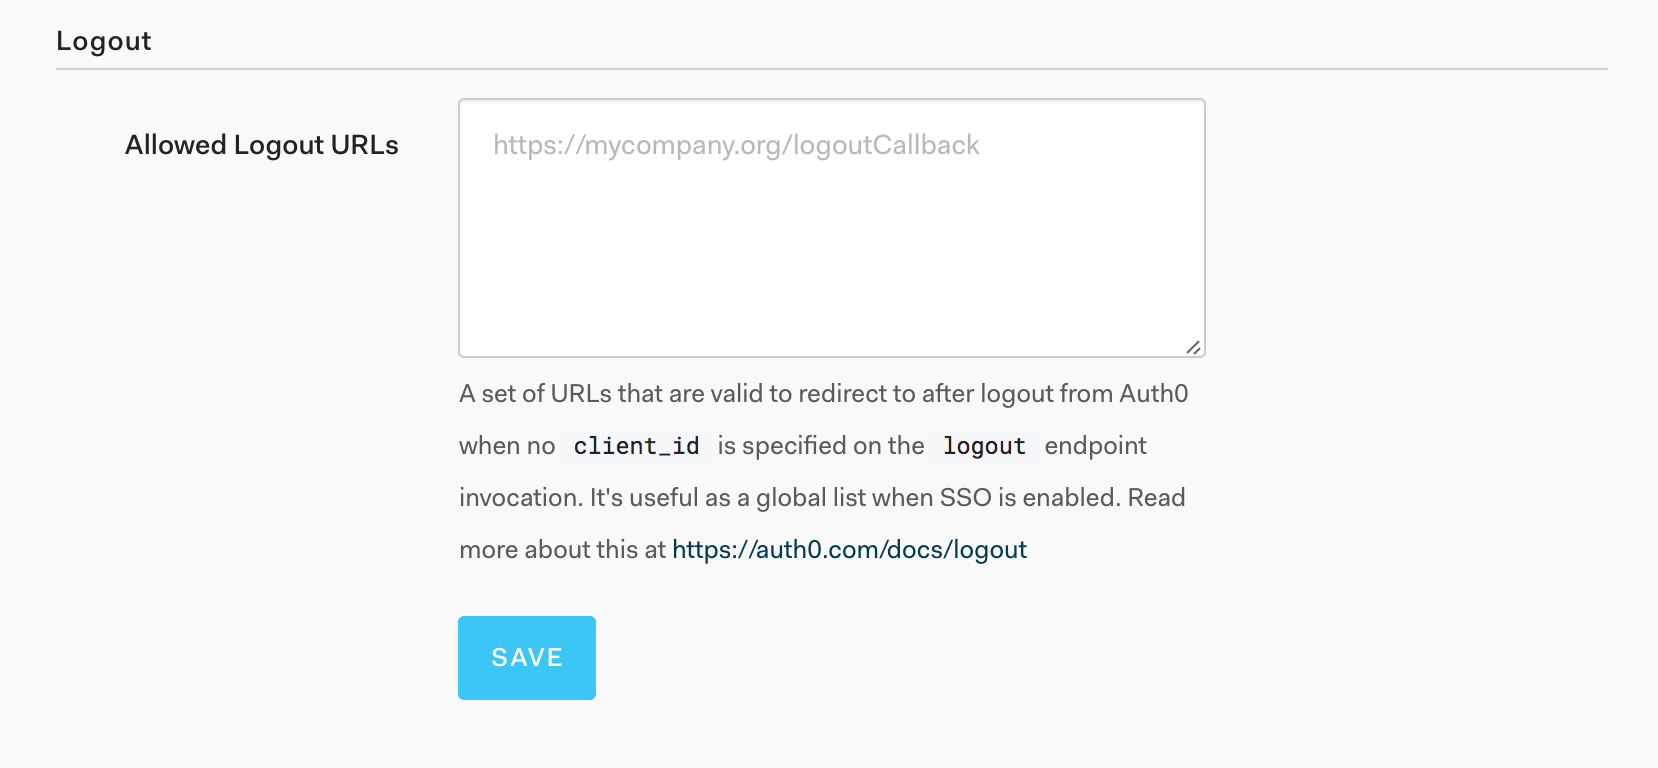 Logout
Allowed Logout URLs
https://mycompany.org/logoutCallback
A set of URLs that are valid to redirect to after logout from Auth0
when no client_id is specified on the logout endpoint
invocation. It's useful as a global list when SSO is enabled. Read
more about this at https://auth0.com/docs/logout
SAVE